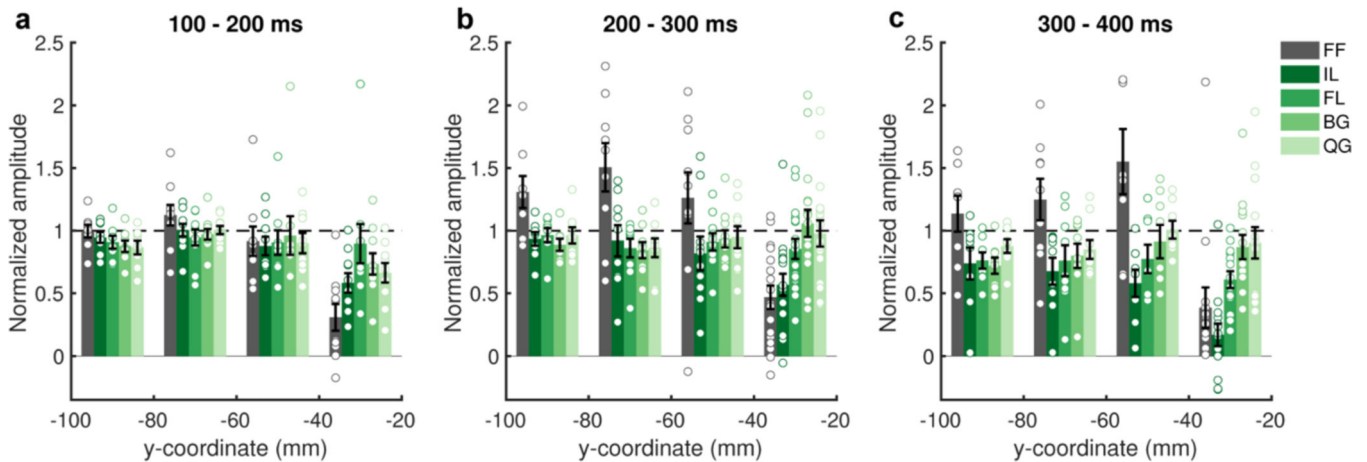 a
100 - 200 ms
2.5
2
1.5
1
0.5
0
Normalized amplitude
-100
-80
-60
-40
-20
y-coordinate (mm)
b
200 - 300 ms
2.5
2
1.5
1
0.5
0
Normalized amplitude
-100
-80
-60
-40
-20
y-coordinate (mm)
c
300 - 400 ms
2.5
2
1.5
1
0.5
0
Normalized amplitude
-100
-80
-60
-40
-20
y-coordinate (mm)
FF
IL
FL
BG
QG